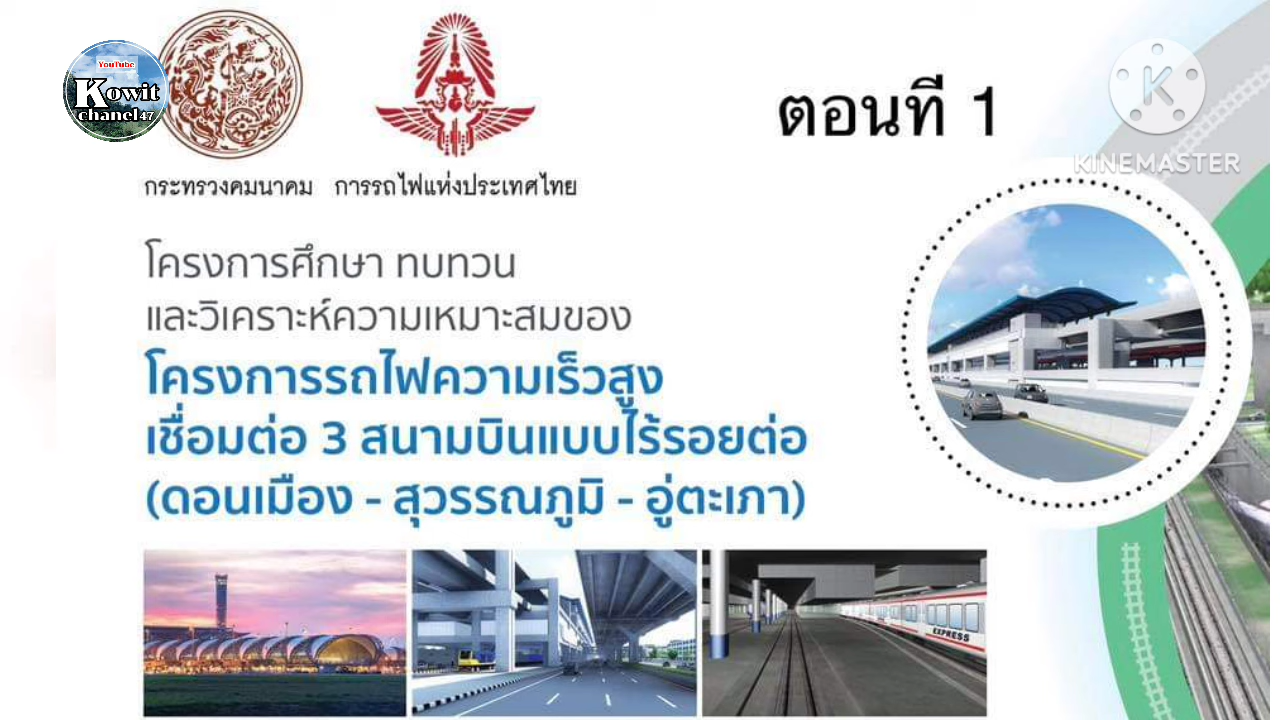 YouTube
Kowit
chanel47
ตอนที่ 1
KINEMASTER
กระทรวงคมนาคม การรถไฟแห่งประเทศไทย
โครงการศึกษา ทบทวน
และวิเคราะห์ความเหมาะสมของ
โครงการรถไฟความเร็วสูง
เชื่อมต่อ 3 สนามบินแบบไร้รอยต่อ
(ดอนเมือง - สุวรรณภูมิ - อู่ตะเภา)
EXPRESS